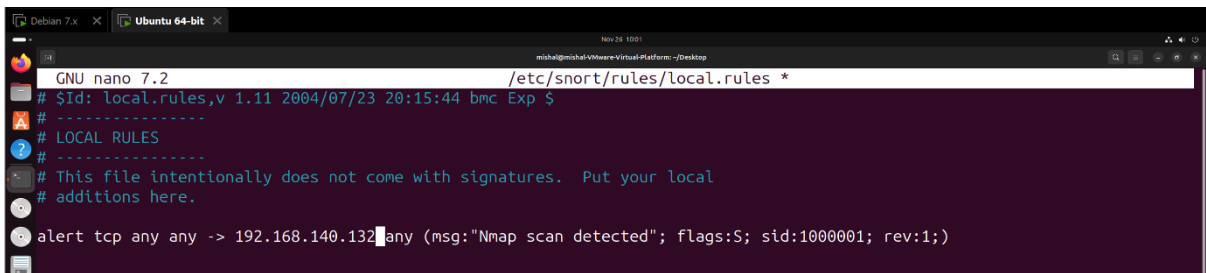 Debian 7.x
Ubuntu 64-bit
Nov 26 10:01
mishal@mishal-VMware-Virtual-Platform: ~/Desktop
GNU nano 7.2 /etc/snort/rules/local.rules *
# $Id: local.rules,v 1.11 2004/07/23 20:15:44 bmc Exp $
# ----------------
# LOCAL RULES
# ----------------
# This file intentionally does not come with signatures.  Put your local
# additions here.
alert tcp any any -> 192.168.140.132 any (msg:"Nmap scan detected"; flags:S; sid:1000001; rev:1;)